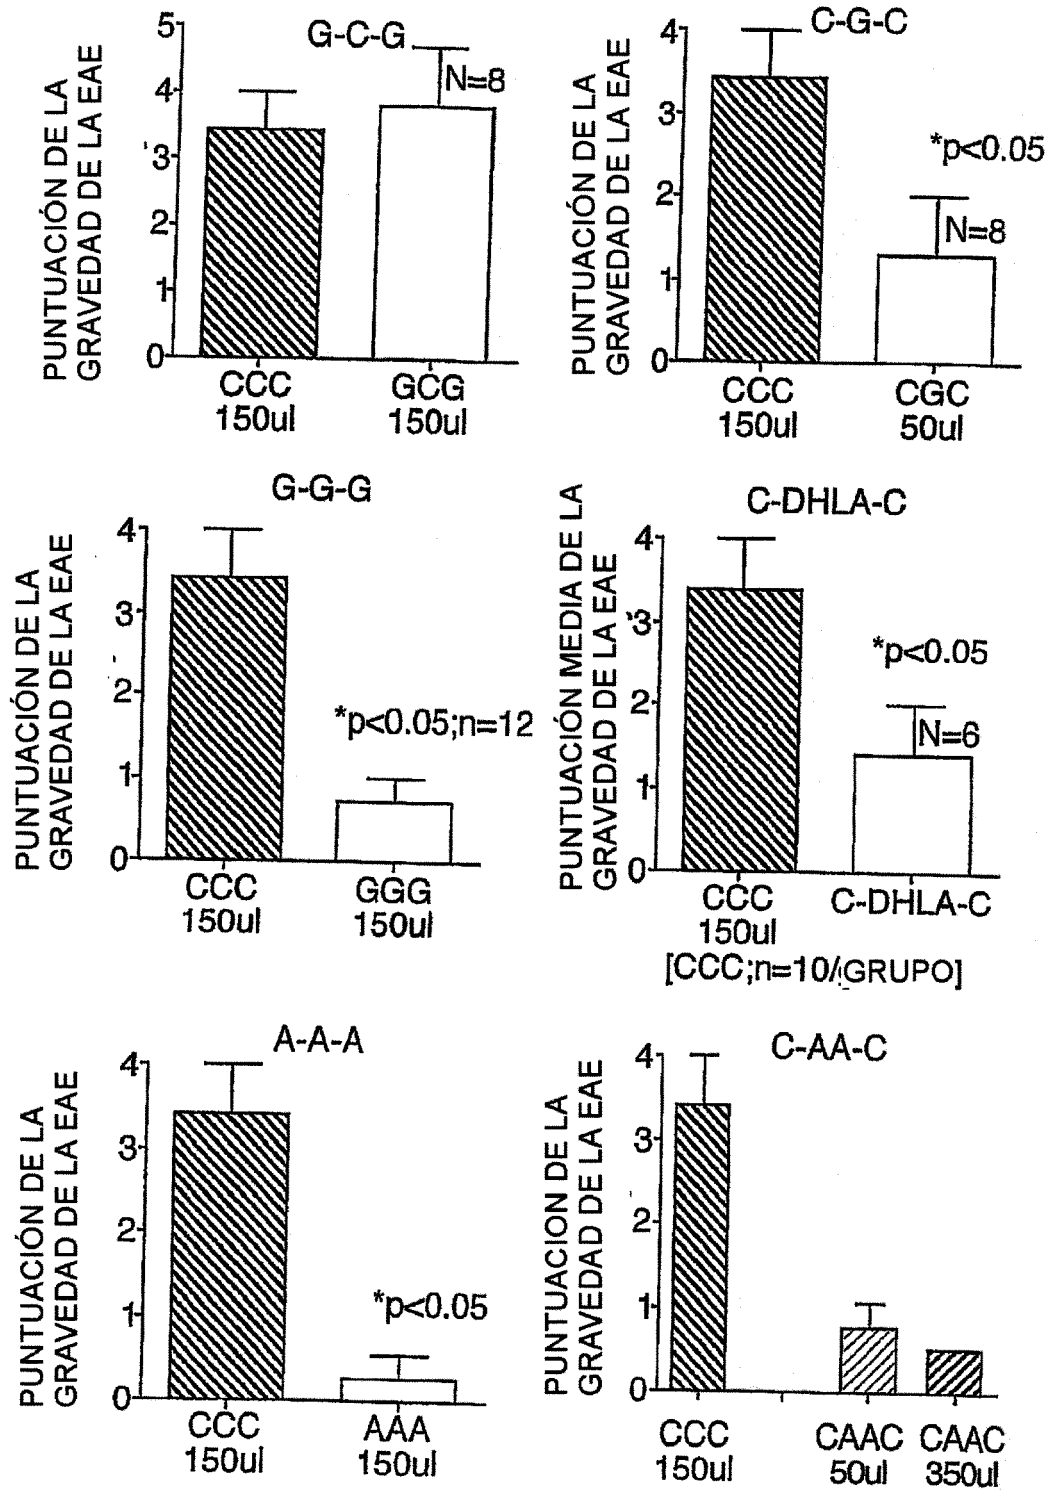 G-C-G
PUNTUACIÓN DE LA
GRAVEDAD DE LA EAE
5
4
3
2
1
0
N=8
CCC
150ul
GCG
150ul
C-G-C
PUNTUACIÓN DE LA
GRAVEDAD DE LA EAE
4
3
2
1
0
*p<0.05
N=8
CCC
150ul
CGC
50ul
G-G-G
PUNTUACIÓN DE LA
GRAVEDAD DE LA EAE
4
3
2
1
0
*p<0.05;n=12
CCC
150ul
GGG
150ul
C-DHLA-C
PUNTUACIÓN MEDIA DE LA
GRAVEDAD DE LA EAE
4
3
2
1
0
*p<0.05
N=6
CCC
150ul
C-DHLA-C
[CCC;n=10/GRUPO]
A-A-A
PUNTUACIÓN DE LA
GRAVEDAD DE LA EAE
4
3
2
1
0
*p<0.05
CCC
150ul
AAA
150ul
C-AA-C
PUNTUACION DE LA
GRAVEDAD DE LA EAE
4
3
2
1
0
CCC
150ul
CAAC
50ul
CAAC
350ul